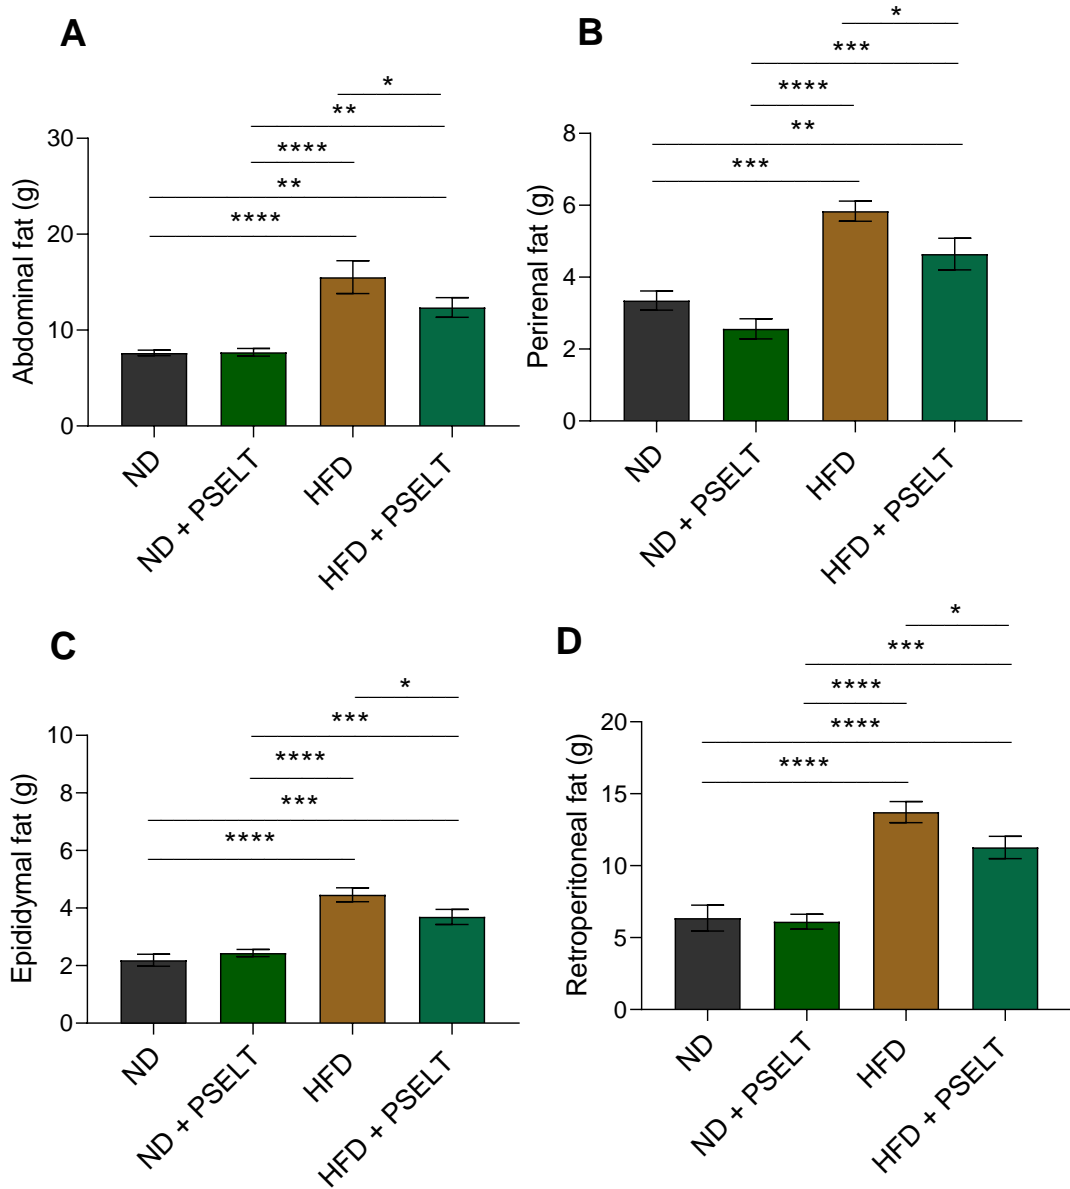 A
*
**
****
**
****
30
20
10
0
Abdominal fat (g)
ND
ND + PSELT
HFD
HFD + PSELT
B
*
***
****
**
***
8
6
4
2
0
Perirenal fat (g)
ND
ND + PSELT
HFD
HFD + PSELT
C
*
***
****
***
****
10
8
6
4
2
0
Epididymal fat (g)
ND
ND + PSELT
HFD
HFD + PSELT
D
*
***
****
****
****
20
15
10
5
0
Retroperitoneal fat (g)
ND
ND + PSELT
HFD
HFD + PSELT